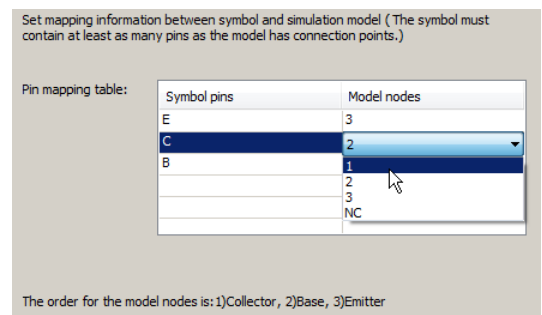 Set mapping information between symbol and simulation model ( The symbol must
contain at least as many pins as the model has connection points.)
Pin mapping table:
Symbol pins Model nodes
E 3
C 2
B
1
2
3
NC
The order for the model nodes is:1)Collector, 2)Base, 3)Emitter